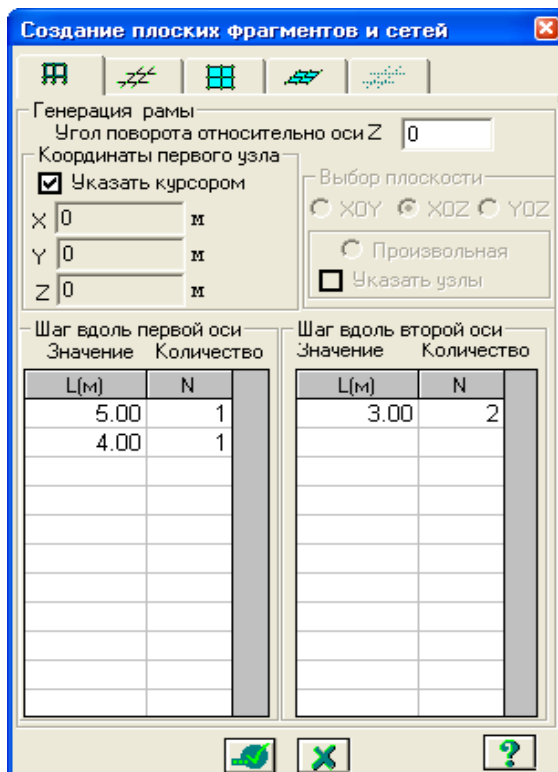 Создание плоских фрагментов и сетей
Генерация рамы
Угол поворота относительно оси Z 0
Координаты первого узла
Указать курсором
X 0 м
Y 0 м
Z 0 м
Выбор плоскости
XOY XOZ YOZ
Произвольная
Указать узлы
Шаг вдоль первой оси
Значение Количество
L(м) N
5.00 1
4.00 1
Шаг вдоль второй оси
Значение Количество
L(м) N
3.00 2
?